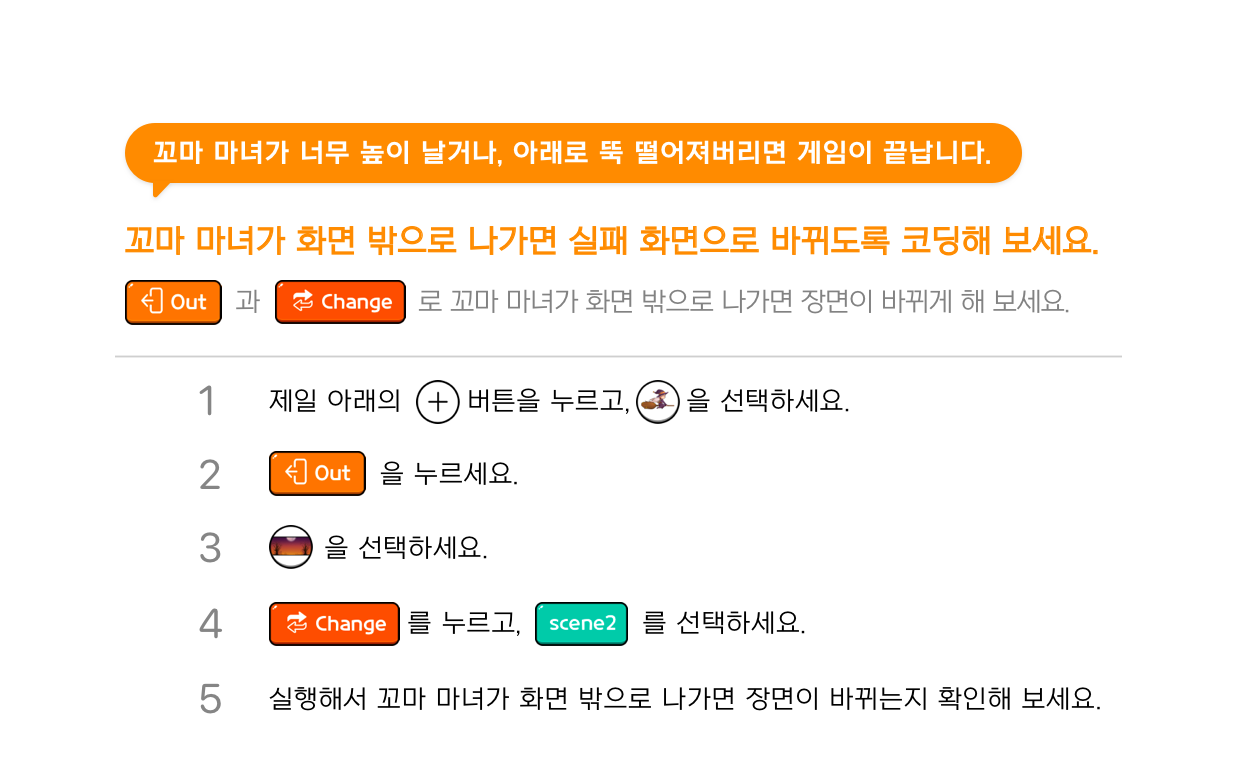 꼬마 마녀가 너무 높이 날거나, 아래로 뚝 떨어져버리면 게임이 끝납니다.
꼬마 마녀가 화면 밖으로 나가면 실패 화면으로 바뀌도록 코딩해 보세요.
Out 과 Change 로 꼬마 마녀가 화면 밖으로 나가면 장면이 바뀌게 해 보세요.
1 제일 아래의 + 버튼을 누르고, 을 선택하세요.
2 Out 을 누르세요.
3 을 선택하세요.
4 Change 를 누르고, scene2 를 선택하세요.
5 실행해서 꼬마 마녀가 화면 밖으로 나가면 장면이 바뀌는지 확인해 보세요.